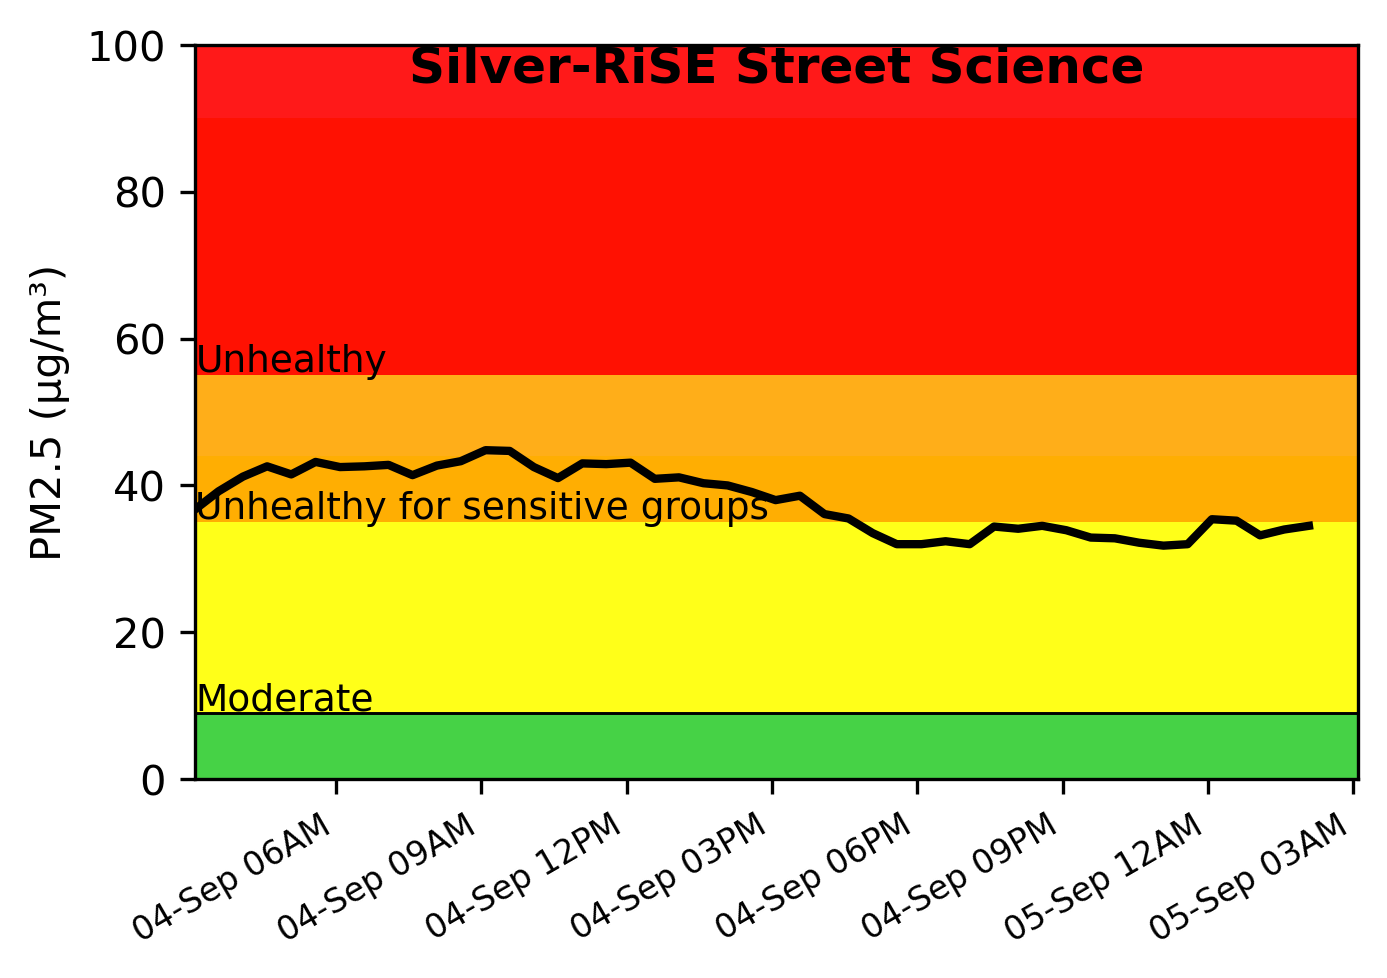 Silver-RiSE Street Science
100
80
60
40
20
0
PM2.5 (µg/m³)
Unhealthy
Unhealthy for sensitive groups
Moderate
04-Sep 06AM
04-Sep 09AM
04-Sep 12PM
04-Sep 03PM
04-Sep 06PM
04-Sep 09PM
05-Sep 12AM
05-Sep 03AM